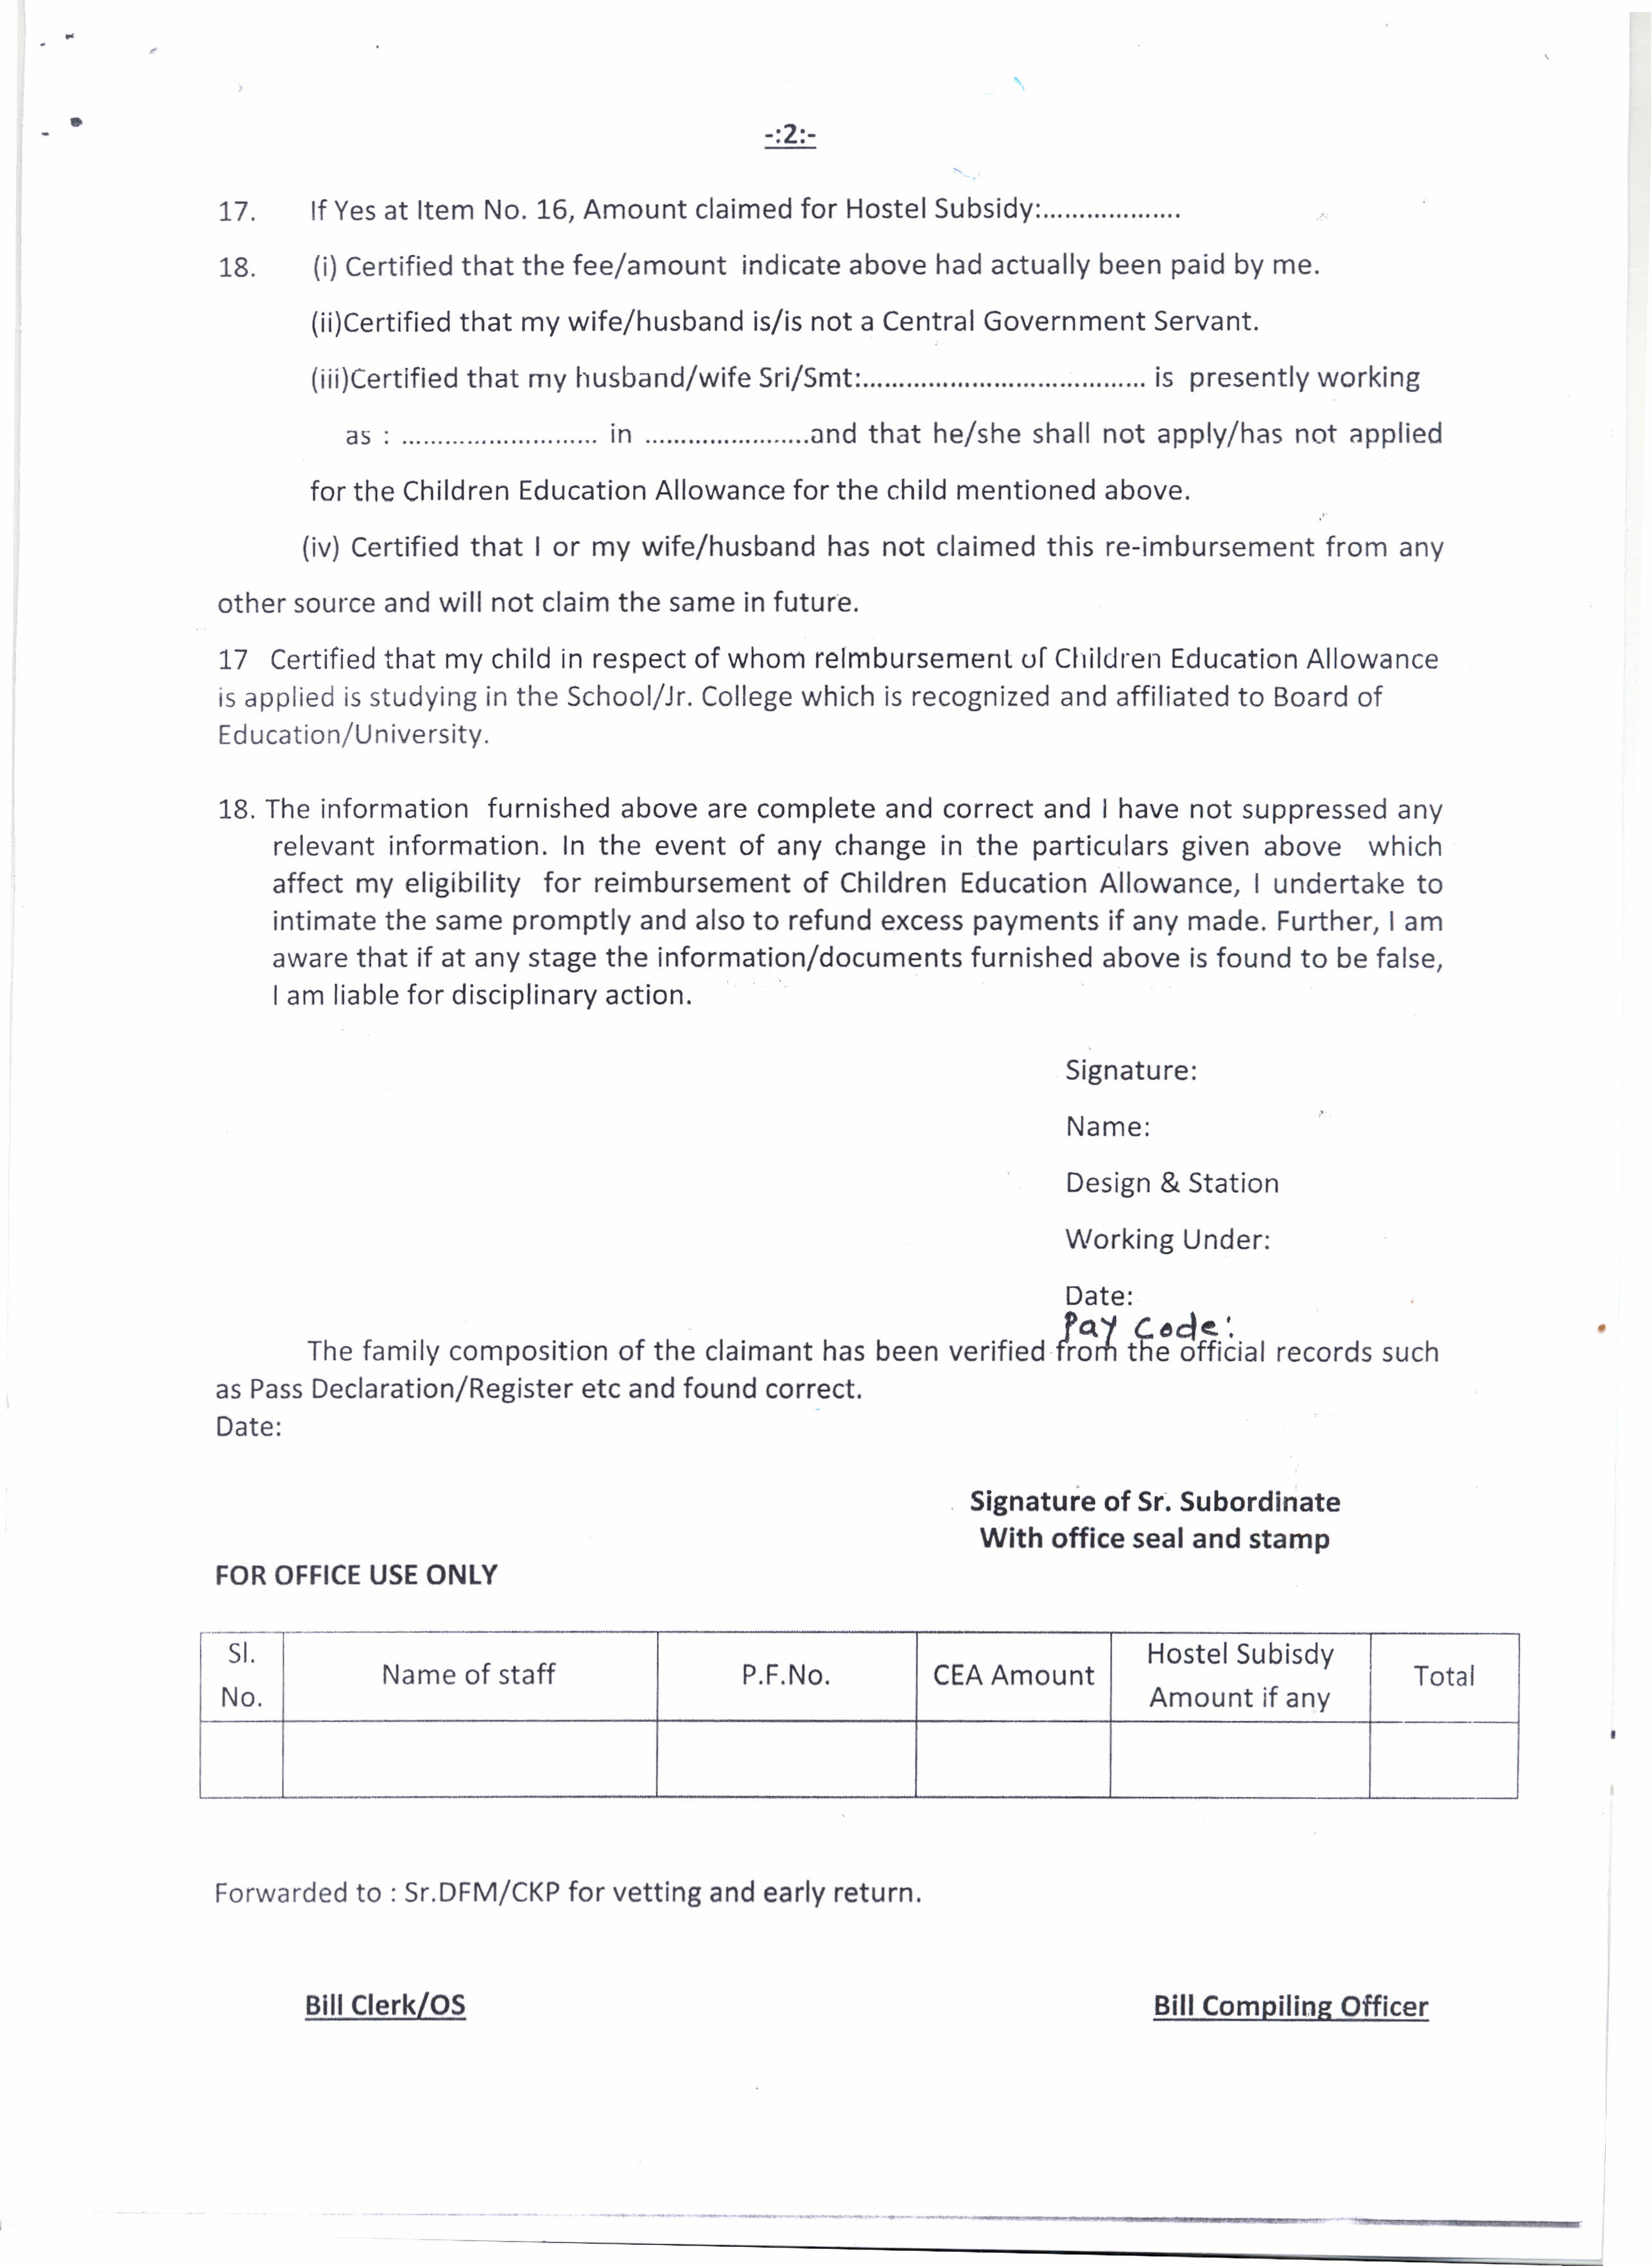 -:2:-
17. If Yes at Item No. 16, Amount claimed for Hostel Subsidy:...................
18. (i) Certified that the fee/amount indicate above had actually been paid by me.
(ii)Certified that my wife/husband is/is not a Central Government Servant.
(iii)Certified that my husband/wife Sri/Smt:....................................... is presently working
as : ........................... in .......................and that he/she shall not apply/has not applied
for the Children Education Allowance for the child mentioned above.
(iv) Certified that I or my wife/husband has not claimed this re-imbursement from any
other source and will not claim the same in future.
17 Certified that my child in respect of whom reimbursement of Children Education Allowance
is applied is studying in the School/Jr. College which is recognized and affiliated to Board of
Education/University.
18. The information furnished above are complete and correct and I have not suppressed any
relevant information. In the event of any change in the particulars given above which
affect my eligibility for reimbursement of Children Education Allowance, I undertake to
intimate the same promptly and also to refund excess payments if any made. Further, I am
aware that if at any stage the information/documents furnished above is found to be false,
I am liable for disciplinary action.
Signature:
Name:
Design & Station
Working Under:
Date:
Pay Code:
The family composition of the claimant has been verified from the official records such
as Pass Declaration/Register etc and found correct.
Date:
Signature of Sr. Subordinate
With office seal and stamp
FOR OFFICE USE ONLY
Sl. No. Name of staff P.F.No. CEA Amount Hostel Subisdy Amount if any Total
Forwarded to : Sr.DFM/CKP for vetting and early return.
Bill Clerk/OS Bill Compiling Officer